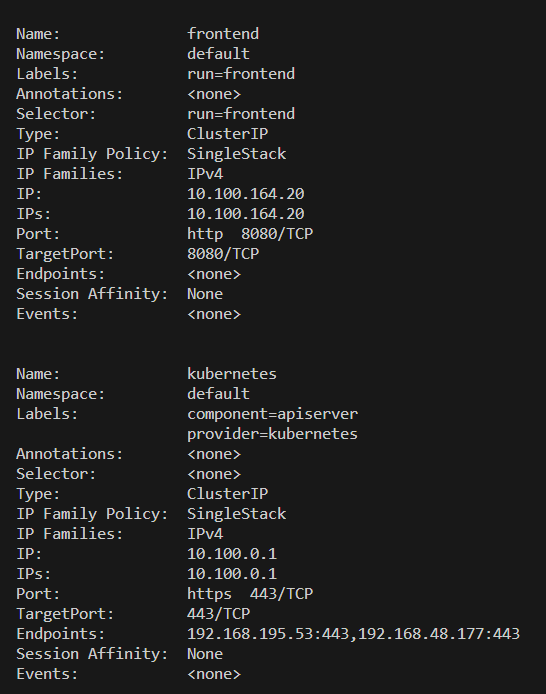 Name: frontend
Namespace: default
Labels: run=frontend
Annotations: <none>
Selector: run=frontend
Type: ClusterIP
IP Family Policy: SingleStack
IP Families: IPv4
IP: 10.100.164.20
IPs: 10.100.164.20
Port: http 8080/TCP
TargetPort: 8080/TCP
Endpoints: <none>
Session Affinity: None
Events: <none>
Name: kubernetes
Namespace: default
Labels: component=apiserver
provider=kubernetes
Annotations: <none>
Selector: <none>
Type: ClusterIP
IP Family Policy: SingleStack
IP Families: IPv4
IP: 10.100.0.1
IPs: 10.100.0.1
Port: https 443/TCP
TargetPort: 443/TCP
Endpoints: 192.168.195.53:443,192.168.48.177:443
Session Affinity: None
Events: <none>